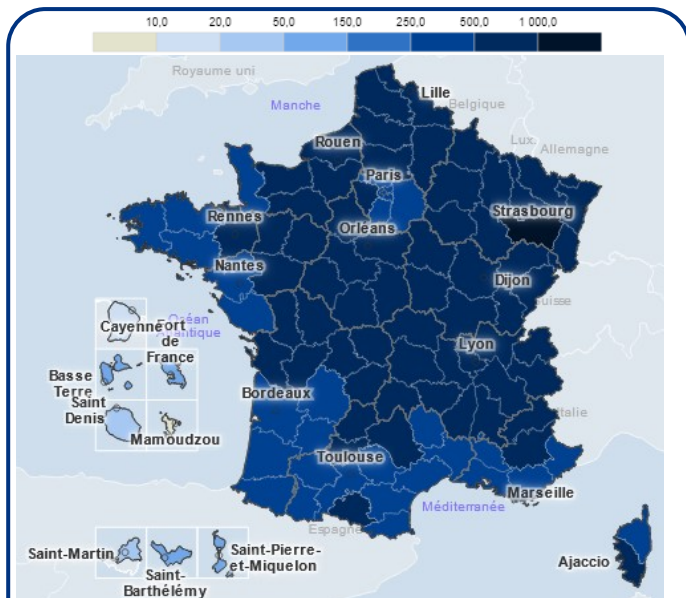 10,0 20,0 50,0 150,0 250,0 500,0 1 000,0
Royaume uni
Manche
Lille
Belgique
Rouen
Lux.
Allemagne
Paris
Strasbourg
Rennes
Orléans
Nantes
Dijon
Suisse
Océan
Atlantique
Cayenne
Fort
de
France
Lyon
Basse
Terre
Bordeaux
Saint
Denis
Mamoudzou
Italie
Toulouse
Marseille
Méditerranée
Espagne
Saint-Martin
Saint-
Barthélémy
Saint-Pierre-
et-Miquelon
Ajaccio